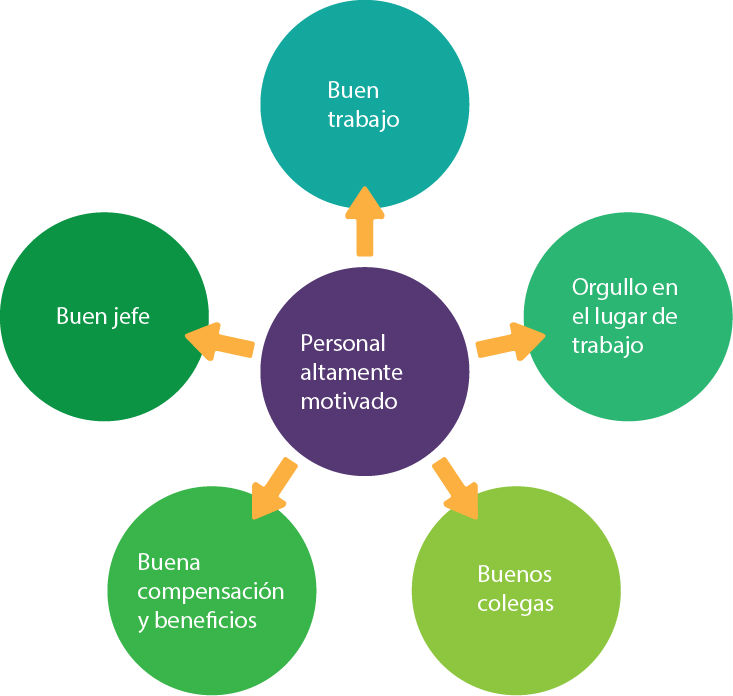 Buen
trabajo
Orgullo en
el lugar de
trabajo
Buen jefe
Personal
altamente
motivado
Buena
compensación
y beneficios
Buenos
colegas